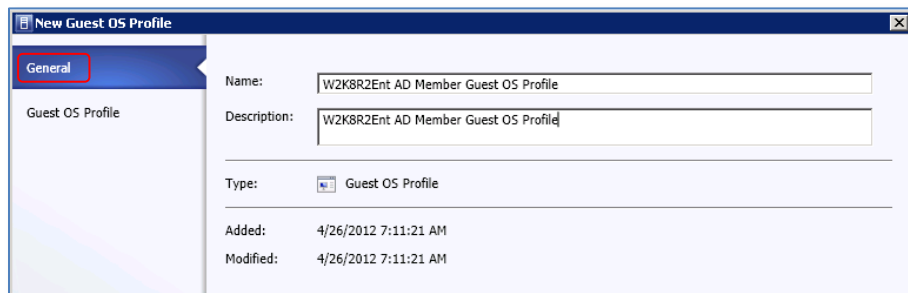 New Guest OS Profile
General
Guest OS Profile
Name: W2K8R2Ent AD Member Guest OS Profile
Description: W2K8R2Ent AD Member Guest OS Profile
Type: Guest OS Profile
Added: 4/26/2012 7:11:21 AM
Modified: 4/26/2012 7:11:21 AM